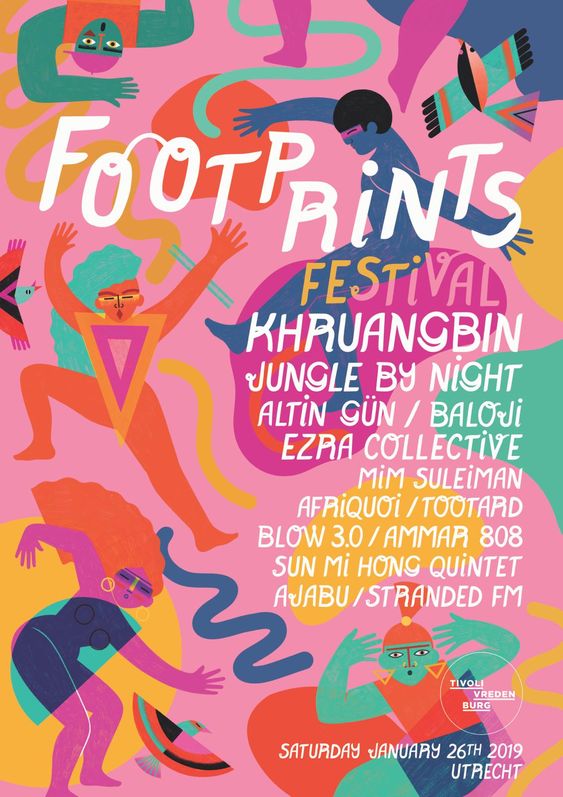 FOOTPRINTS
FESTIVAL
KHRUANGBIN
JUNGLE BY NIGHT
ALTIN GÜN / BALOJI
EZRA COLLECTIVE
MIM SULEIMAN
AFRIQUOI / TOOTARD
BLOW 3.0 / AMMAR 808
SUN MI HONG QUINTET
AJABU / STRANDED FM
TIVOLI
VREDEN
BURG
SATURDAY JANUARY 26TH 2019
UTRECHT